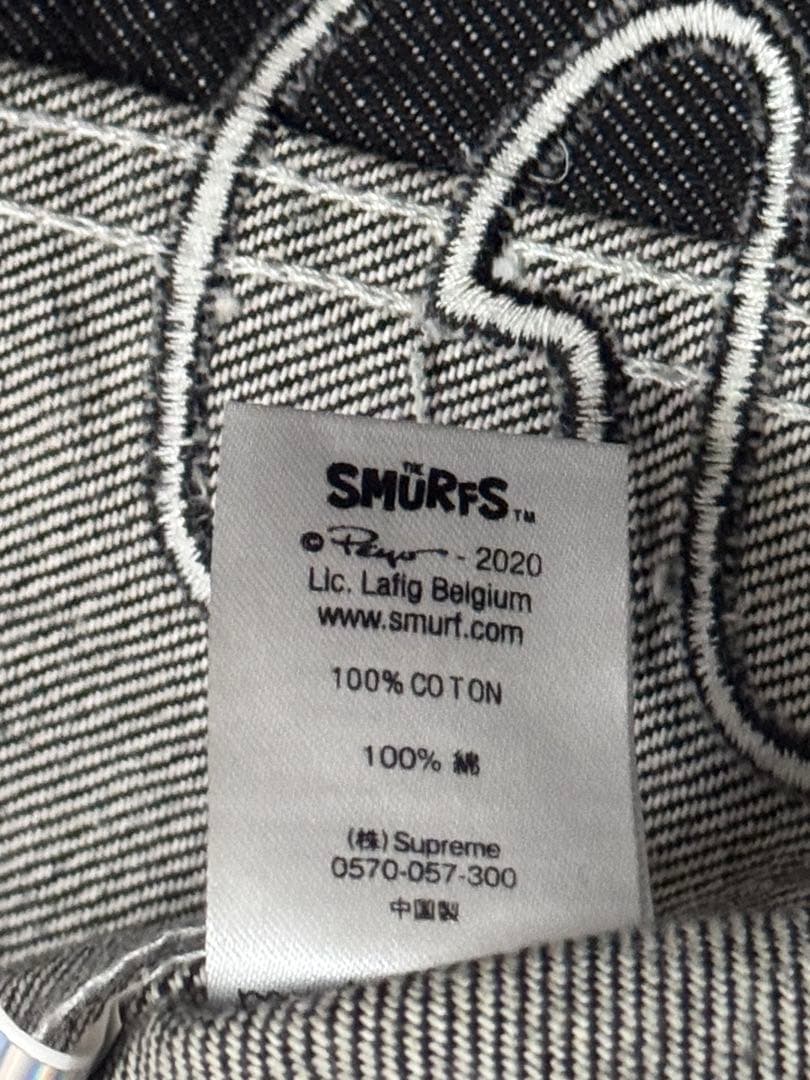 THE
SMURFS™
© Peyo - 2020
Lic. Lafig Belgium
www.smurf.com
100% COTON
100% 綿
(株) Supreme
0570-057-300
中国製